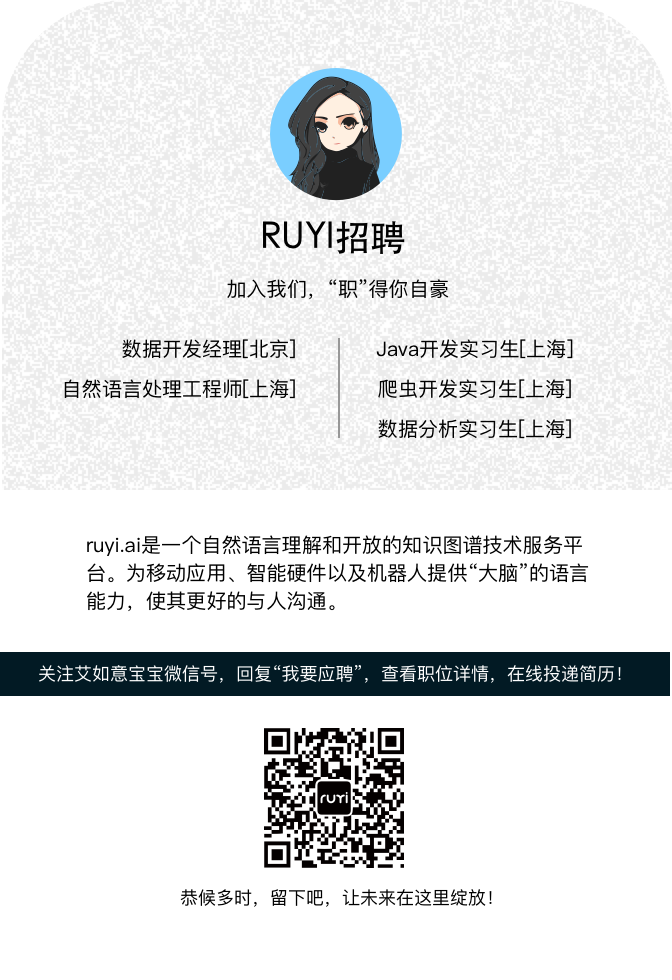 RUYI招聘
加入我们，“职”得你自豪
数据开发经理[北京]
自然语言处理工程师[上海]
Java开发实习生[上海]
爬虫开发实习生[上海]
数据分析实习生[上海]
ruyi.ai是一个自然语言理解和开放的知识图谱技术服务平
台。为移动应用、智能硬件以及机器人提供“大脑”的语言
能力，使其更好的与人沟通。
关注艾如意宝宝微信号，回复“我要应聘”，查看职位详情，在线投递简历！
ruYi
恭候多时，留下吧，让未来在这里绽放！